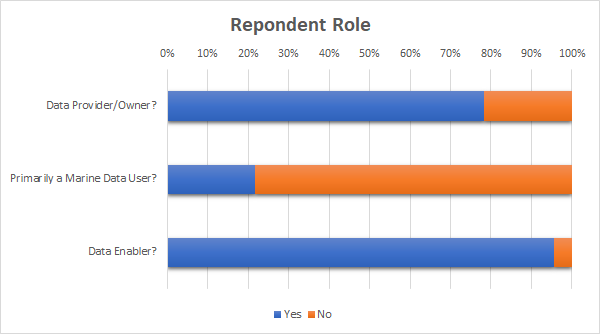 Repondent Role
0% 10% 20% 30% 40% 50% 60% 70% 80% 90% 100%
Data Provider/Owner?
Primarily a Marine Data User?
Data Enabler?
Yes No